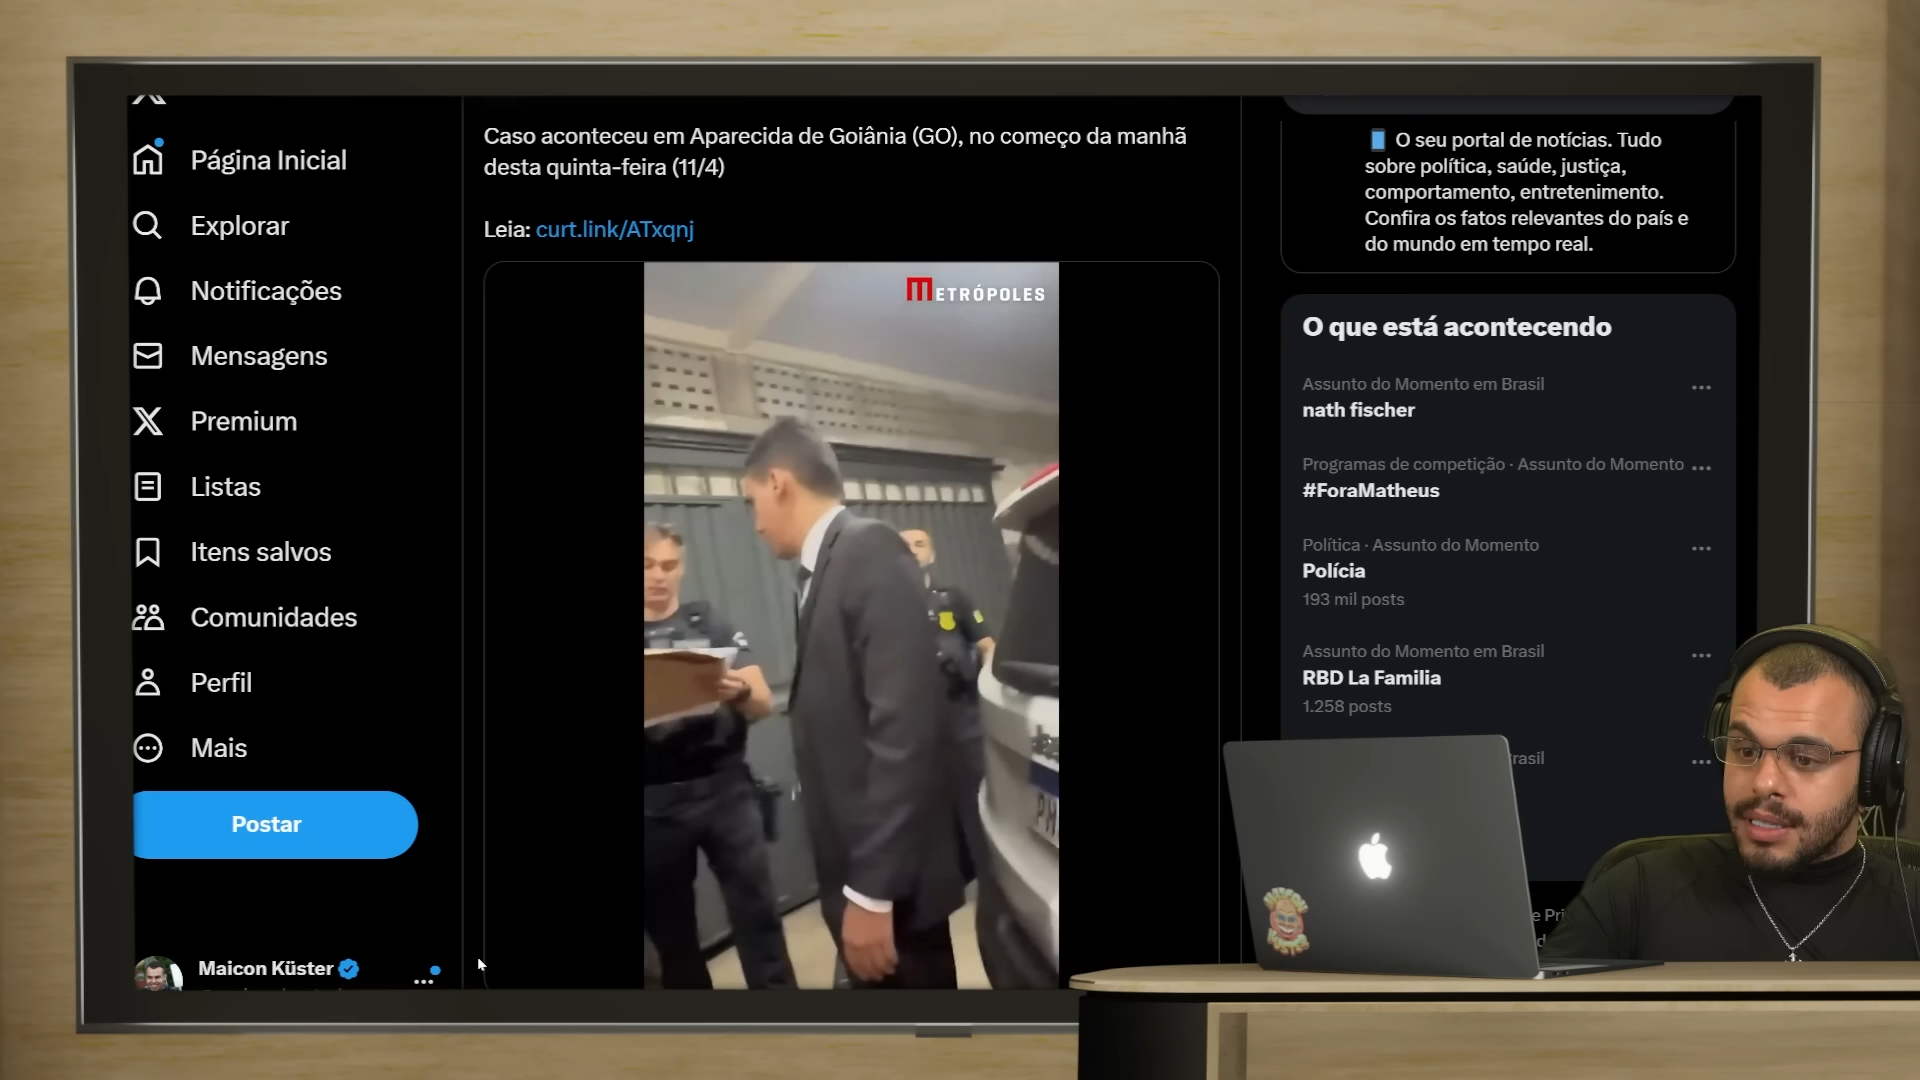 Página Inicial
Explorar
Notificações
Mensagens
Premium
Listas
Itens salvos
Comunidades
Perfil
Mais
Postar
Maicon Küster
Caso aconteceu em Aparecida de Goiânia (GO), no começo da manhã
desta quinta-feira (11/4)
Leia: curt.link/ATxqnj
METRÓPOLES
O seu portal de notícias. Tudo
sobre política, saúde, justiça,
comportamento, entretenimento.
Confira os fatos relevantes do país e
do mundo em tempo real.
O que está acontecendo
Assunto do Momento em Brasil
nath fischer
Programas de competição · Assunto do Momento
#ForaMatheus
Política · Assunto do Momento
Polícia
193 mil posts
Assunto do Momento em Brasil
RBD La Familia
1.258 posts
MAICON
KÜSTER